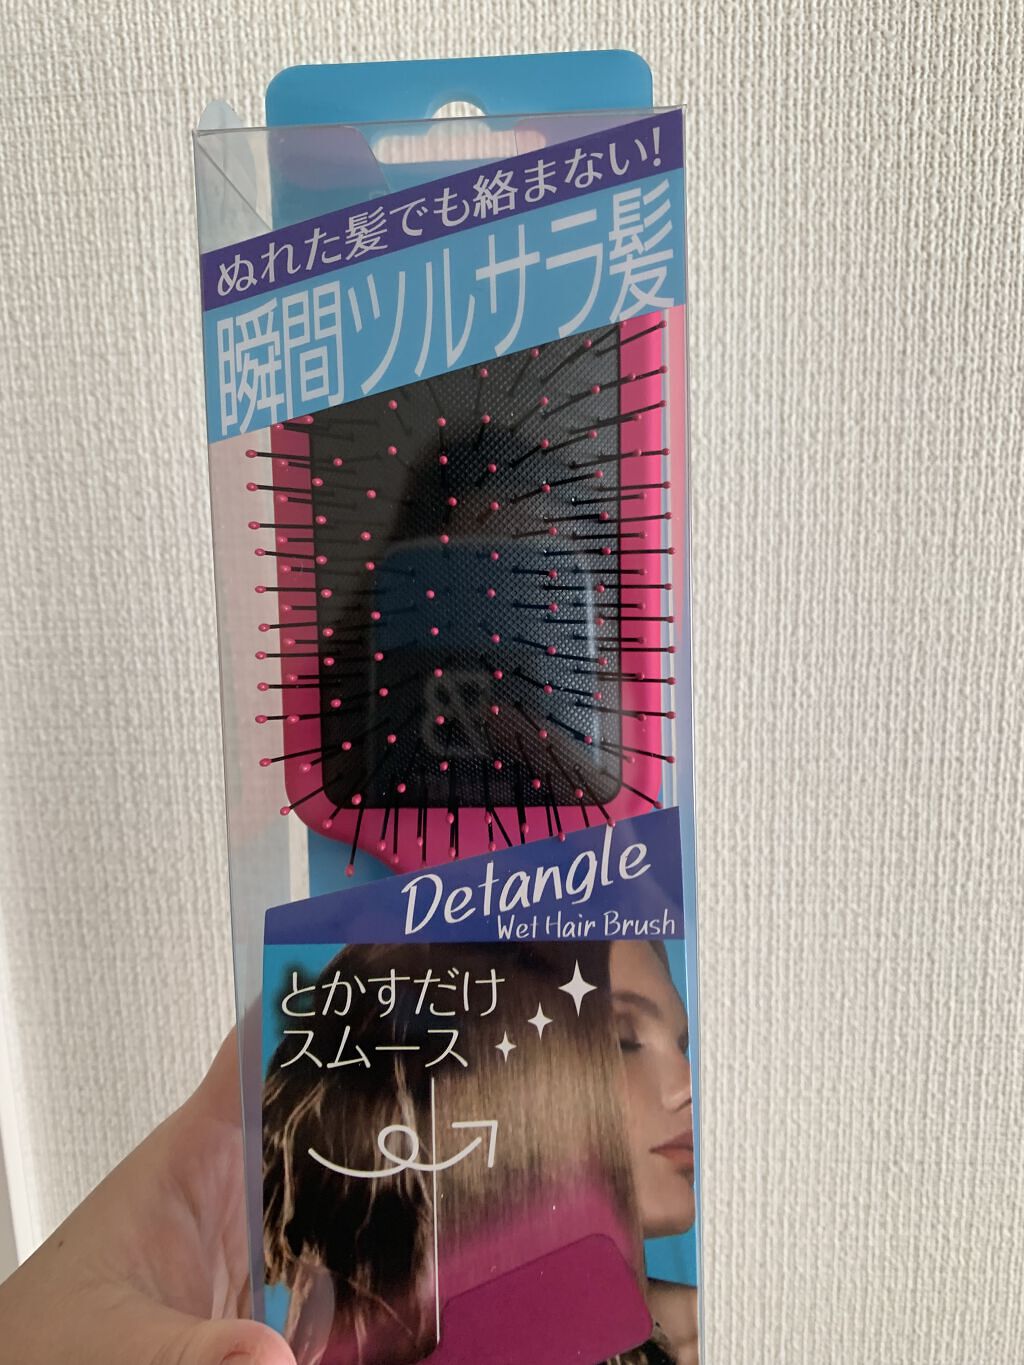 ぬれた髪でも絡まない!
瞬間ツルサラ髪
Detangle
Wet Hair Brush
とかすだけ
スムース